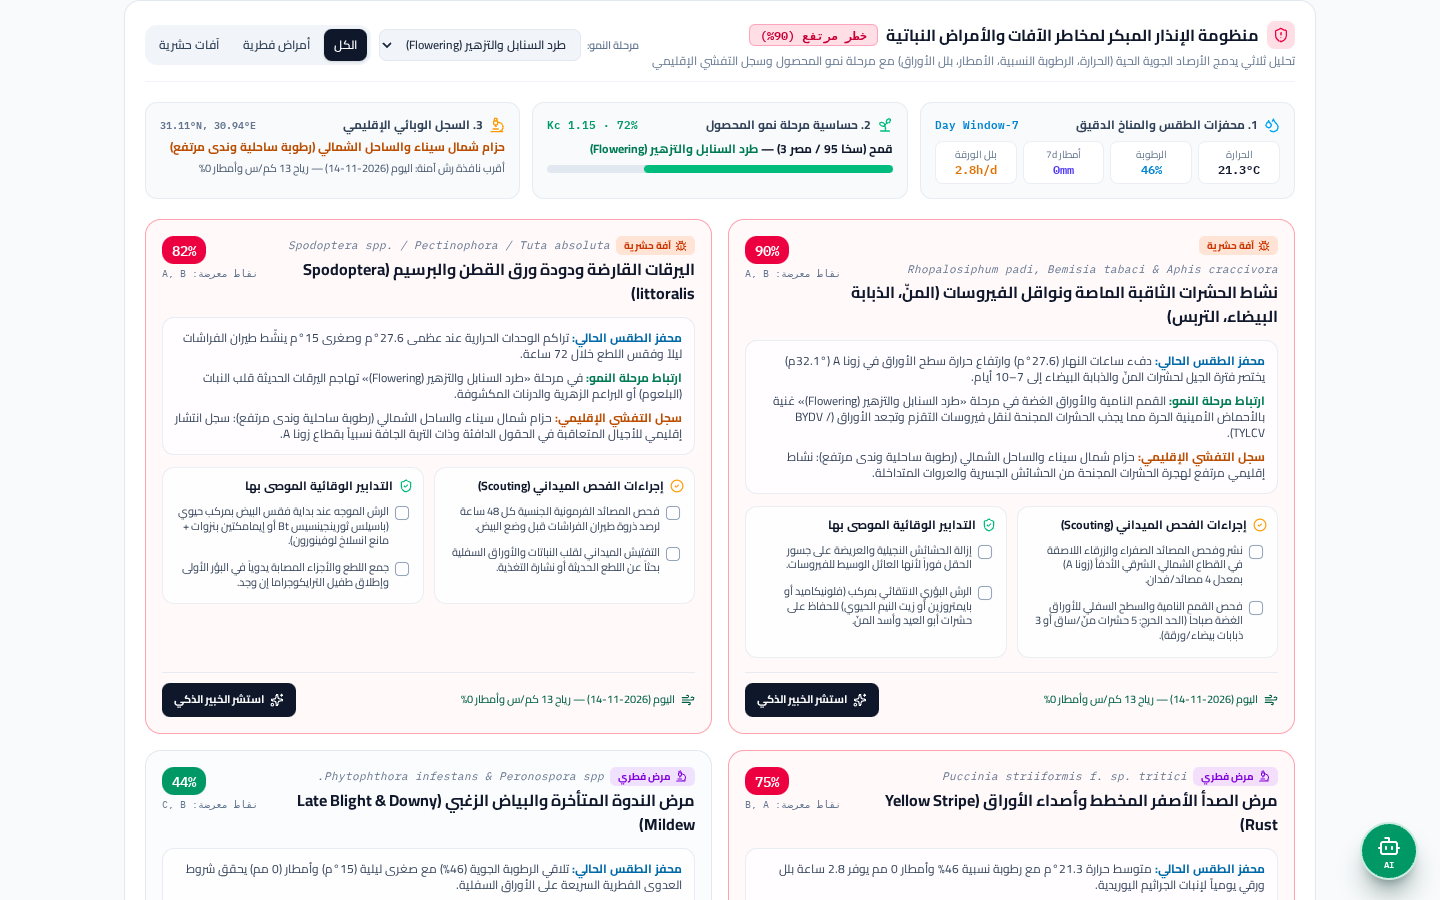 منظومة الإنذار المبكر لمخاطر الآفات والأمراض النباتية
خطر مرتفع (90%)
تحليل ثلاثي يدمج الأرصاد الجوية الحية (الحرارة، الرطوبة النسبية، الأمطار، بلل الأوراق) مع مرحلة نمو المحصول وسجل التفشي الإقليمي
مرحلة النمو:
طرد السنابل والتزهير (Flowering)
الكل
أمراض فطرية
آفات حشرية
1. محفزات الطقس والمناخ الدقيق
Day Window-7
الحرارة
21.3°C
الرطوبة
46%
أمطار 7d
0mm
بلل الورقة
2.8h/d
2. حساسية مرحلة نمو المحصول
Kc 1.15 · 72%
قمح (سخا 95 / مصر 3) — طرد السنابل والتزهير (Flowering)
3. السجل الوبائي الإقليمي
31.11°N, 30.94°E
حزام شمال سيناء والساحل الشمالي (رطوبة ساحلية وندى مرتفع)
أقرب نافذة رش آمنة: اليوم (2026-11-14) — رياح 13 كم/س وأمطار 0%
آفة حشرية
90%
نقاط معرضة: A, B
Rhopalosiphum padi, Bemisia tabaci & Aphis craccivora
نشاط الحشرات الثاقبة الماصة ونواقل الفيروسات (المنّ، الذبابة
البيضاء، التربس)
محفز الطقس الحالي: دفء ساعات النهار (27.6°م) وارتفاع حرارة سطح الأوراق في زونا A (32.1°م)
يختصر فترة الجيل لحشرات المنّ والذبابة البيضاء إلى 7–10 أيام.
ارتباط مرحلة النمو: القمم النامية والأوراق الغضة في مرحلة «طرد السنابل والتزهير (Flowering)» غنية
بالأحماض الأمينية الحرة مما يجذب الحشرات المجنحة لنقل فيروسات التقزم وتجعد الأوراق (BYDV /
TYLCV).
سجل التفشي الإقليمي: حزام شمال سيناء والساحل الشمالي (رطوبة ساحلية وندى مرتفع): نشاط
إقليمي مرتفع لهجرة الحشرات المجنحة من الحشائش الجسرية والعروات المتداخلة.
إجراءات الفحص الميداني (Scouting)
نشر وفحص المصائد الصفراء والزرقاء اللاصقة
في القطاع الشمالي الشرقي الأدفأ (زونا A)
بمعدل 4 مصائد/فدان.
فحص القمم النامية والسطح السفلي للأوراق
الغضة صباحاً (الحد الحرج: 5 حشرات منّ/ساق أو 3
ذبابات بيضاء/ورقة).
التدابير الوقائية الموصى بها
إزالة الحشائش النجيلية والعريضة على جسور
الحقل فوراً لأنها العائل الوسيط للفيروسات.
الرش البؤري الانتقائي بمركب (فلونيكاميد أو
بايمتروزين أو زيت النيم الحيوي) للحفاظ على
حشرات أبو العيد وأسد المنّ.
اليوم (2026-11-14) — رياح 13 كم/س وأمطار 0%
استشر الخبير الذكي
آفة حشرية
Spodoptera spp. / Pectinophora / Tuta absoluta
82%
نقاط معرضة: A, B
اليرقات القارضة ودودة ورق القطن والبرسيم (Spodoptera
littoralis)
محفز الطقس الحالي: تراكم الوحدات الحرارية عند عظمى 27.6°م وصغرى 15°م ينشّط طيران الفراشات
ليلاً وفقس اللطع خلال 72 ساعة.
ارتباط مرحلة النمو: في مرحلة «طرد السنابل والتزهير (Flowering)» تهاجم اليرقات الحديثة قلب النبات
(البلعوم) أو البراعم الزهرية والدرنات المكشوفة.
سجل التفشي الإقليمي: حزام شمال سيناء والساحل الشمالي (رطوبة ساحلية وندى مرتفع): سجل انتشار
إقليمي للأجيال المتعاقبة في الحقول الدافئة وذات التربة الجافة نسبياً بقطاع زونا A.
إجراءات الفحص الميداني (Scouting)
فحص المصائد الفرمونية الجنسية كل 48 ساعة
لرصد ذروة طيران الفراشات قبل وضع البيض.
التفتيش الميداني لقلب النباتات والأوراق السفلية
بحثاً عن اللطع الحديثة أو نشارة التغذية.
التدابير الوقائية الموصى بها
الرش الموجه عند بداية فقس البيض بمركب حيوي
(باسيلس ثورينجينسيس Bt أو إيمامكتين بنزوات +
مانع انسلاخ لوفينورون).
جمع اللطع والأجزاء المصابة يدوياً في البؤر الأولى
وإطلاق طفيل الترايكوجراما إن وجد.
اليوم (2026-11-14) — رياح 13 كم/س وأمطار 0%
استشر الخبير الذكي
مرض فطري
Puccinia striiformis f. sp. tritici
75%
نقاط معرضة: B, A
مرض الصدأ الأصفر المخطط وأصداء الأوراق (Yellow Stripe
Rust)
محفز الطقس الحالي: متوسط حرارة 21.3°م مع رطوبة نسبية 46% وأمطار 0 مم يوفر 2.8 ساعة بلل
ورقي يومياً لإنبات الجراثيم اليوريدية.
مرض فطري
Phytophthora infestans & Peronospora spp.
44%
نقاط معرضة: C, B
مرض الندوة المتأخرة والبياض الزغبي (Late Blight & Downy
Mildew)
محفز الطقس الحالي: تلاقي الرطوبة الجوية (46%) مع صغرى ليلية (15°م) وأمطار (0 مم) يحقق شروط
العدوى الفطرية السريعة على الأوراق السفلية.
AI